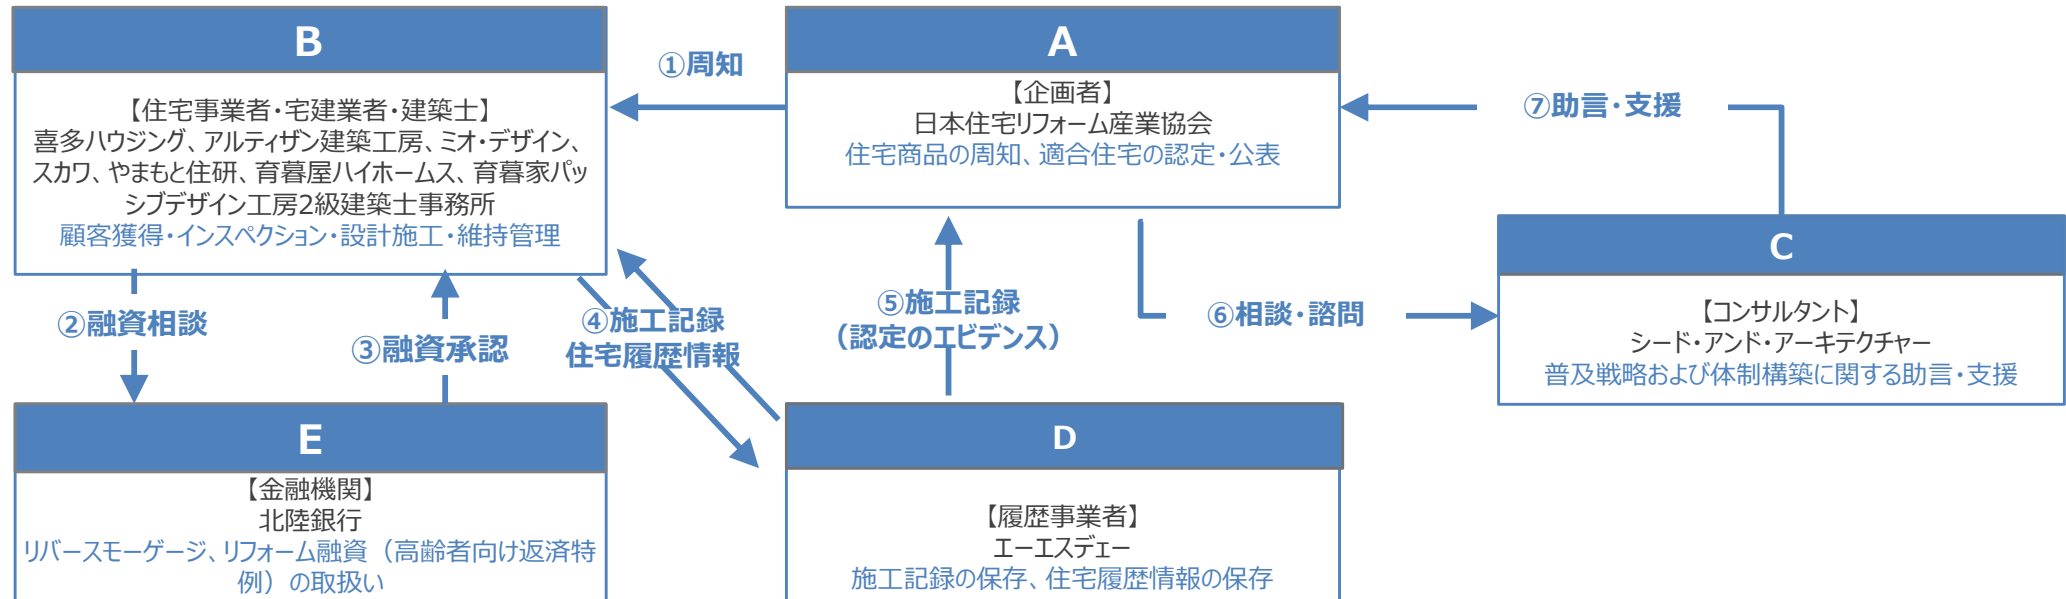 B
【住宅事業者・宅建業者・建築士】
喜多ハウジング、アルティザン建築工房、ミオ・デザイン、
スカワ、やまもと住研、育暮屋ハイホームス、育暮家パッ
シブデザイン工房2級建築士事務所
顧客獲得・インスペクション・設計施工・維持管理
①周知
A
【企画者】
日本住宅リフォーム産業協会
住宅商品の周知、適合住宅の認定・公表
⑦助言・支援
C
【コンサルタント】
シード・アンド・アーキテクチャー
普及戦略および体制構築に関する助言・支援
②融資相談
③融資承認
④施工記録
住宅履歴情報
⑤施工記録
（認定のエビデンス）
⑥相談・諮問
E
【金融機関】
北陸銀行
リバースモーゲージ、リフォーム融資（高齢者向け返済特
例）の取扱い
D
【履歴事業者】
エーエスデェー
施工記録の保存、住宅履歴情報の保存